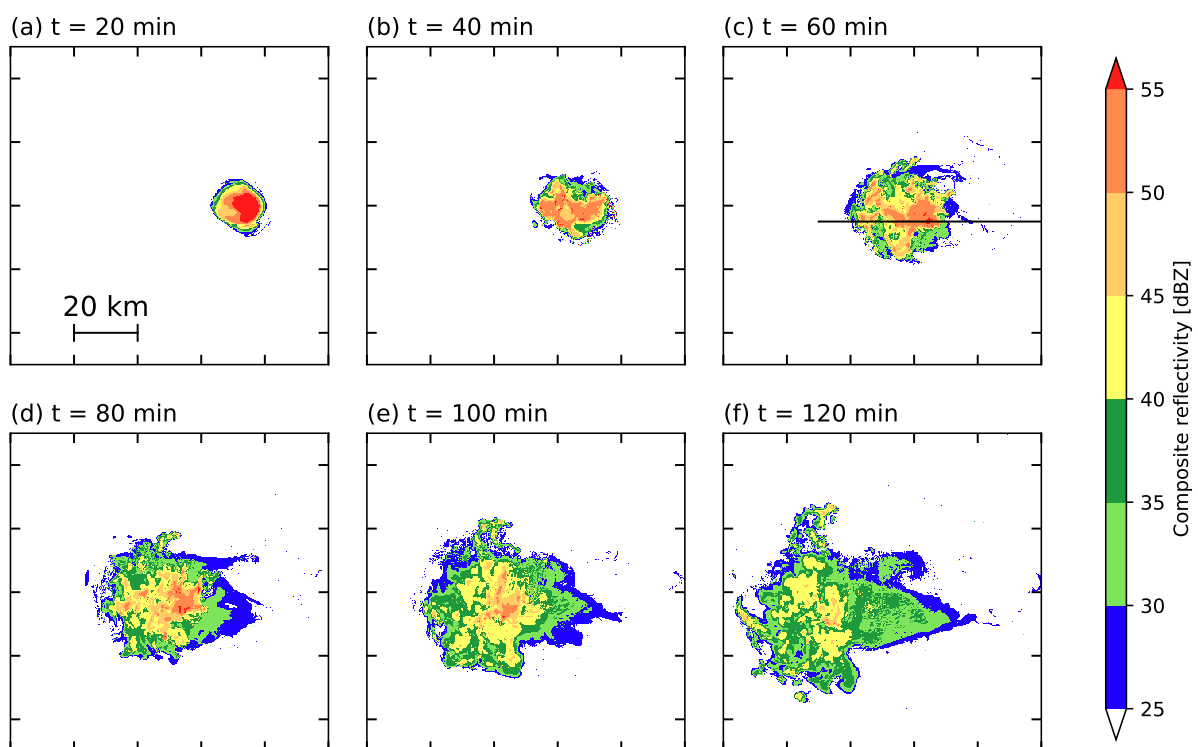 (a) t = 20 min
(b) t = 40 min
(c) t = 60 min
20 km
(d) t = 80 min
(e) t = 100 min
(f) t = 120 min
55
50
45
40
35
30
25
Composite reflectivity [dBZ]